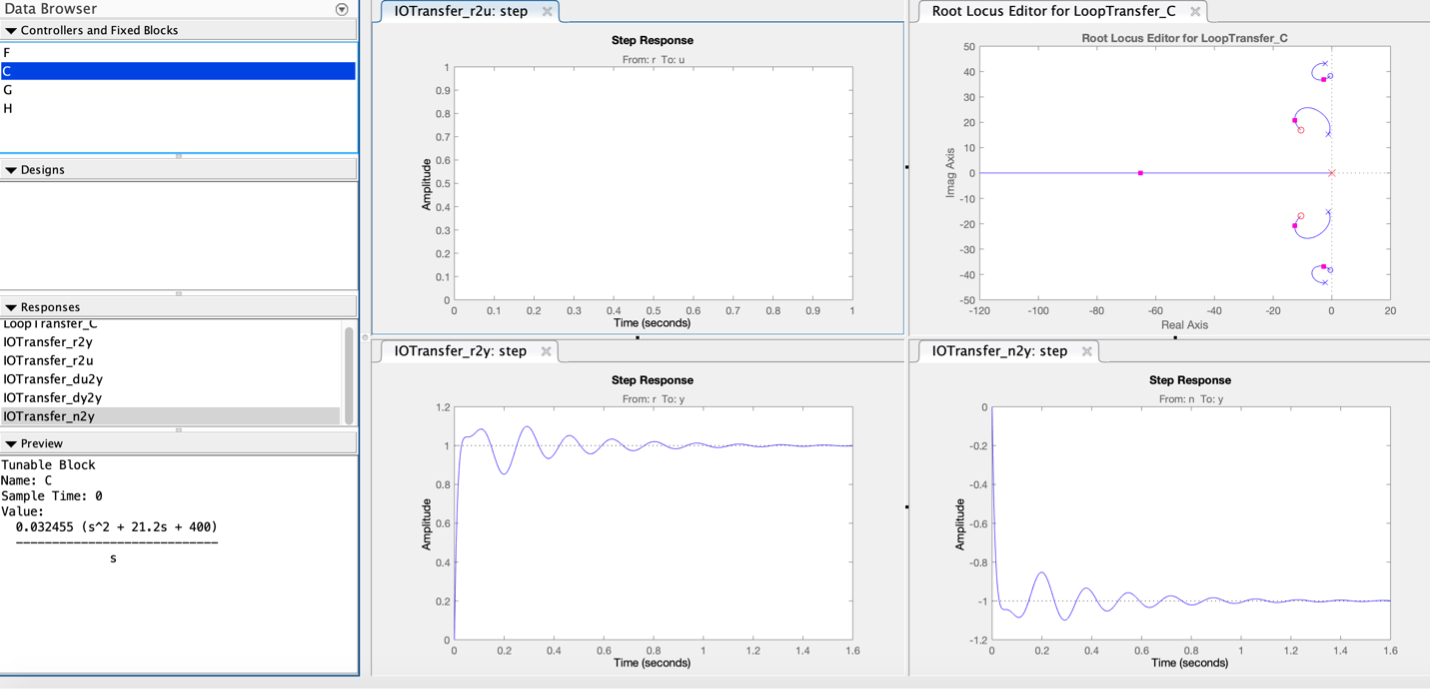 Data Browser
Controllers and Fixed Blocks
F
C
G
H
Designs
Responses
LoopTransfer_C
IOTransfer_r2y
IOTransfer_r2u
IOTransfer_du2y
IOTransfer_dy2y
IOTransfer_n2y
Preview
Tunable Block
Name: C
Sample Time: 0
Value:
0.032455 (s^2 + 21.2s + 400)
----------------------------
s
IOTransfer_r2u: step
Step Response
From: r To: u
Amplitude
1
0.9
0.8
0.7
0.6
0.5
0.4
0.3
0.2
0.1
0
0 0.1 0.2 0.3 0.4 0.5 0.6 0.7 0.8 0.9 1
Time (seconds)
Root Locus Editor for LoopTransfer_C
Root Locus Editor for LoopTransfer_C
Imag Axis
50
40
30
20
10
0
-10
-20
-30
-40
-50
-120 -100 -80 -60 -40 -20 0 20
Real Axis
IOTransfer_r2y: step
Step Response
From: r To: y
Amplitude
1.2
1
0.8
0.6
0.4
0.2
0
0 0.2 0.4 0.6 0.8 1 1.2 1.4 1.6
Time (seconds)
IOTransfer_n2y: step
Step Response
From: n To: y
Amplitude
0
-0.2
-0.4
-0.6
-0.8
-1
-1.2
0 0.2 0.4 0.6 0.8 1 1.2 1.4 1.6
Time (seconds)